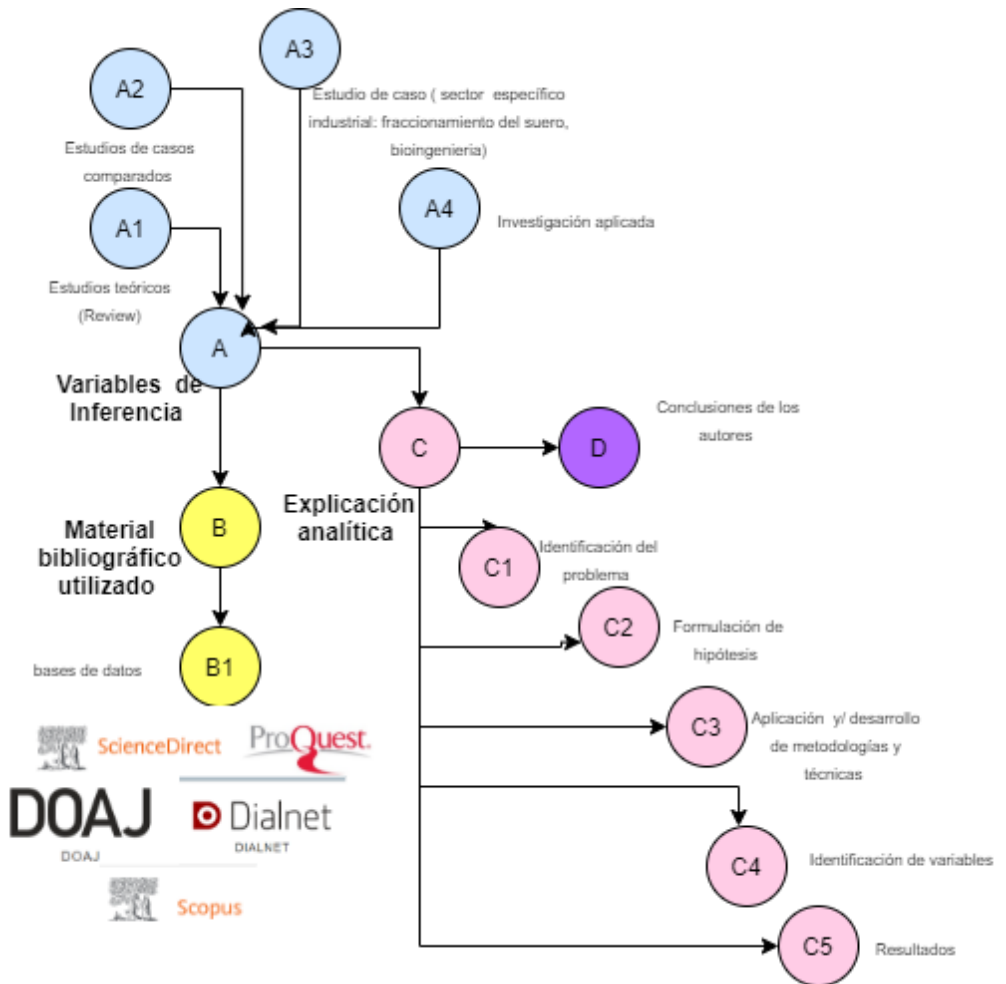 A3
A2
Estudio de caso ( sector específico
industrial: fraccionamiento del suero,
bioingenieria)
Estudios de casos
comparados
A4
Investigación aplicada
A1
Estudios teóricos
(Review)
A
Variables de
Inferencia
Conclusiones de los
autores
C
D
Explicación
analítica
B
Material
bibliográfico
utilizado
C1
Identificación del
problema
C2
Formulación de
hipótesis
bases de datos
B1
C3
Aplicación y/ desarrollo
de metodologías y
técnicas
ScienceDirect
ProQuest.
DOAJ
DOAJ
Dialnet
DIALNET
C4
Identificación de variables
Scopus
C5
Resultados